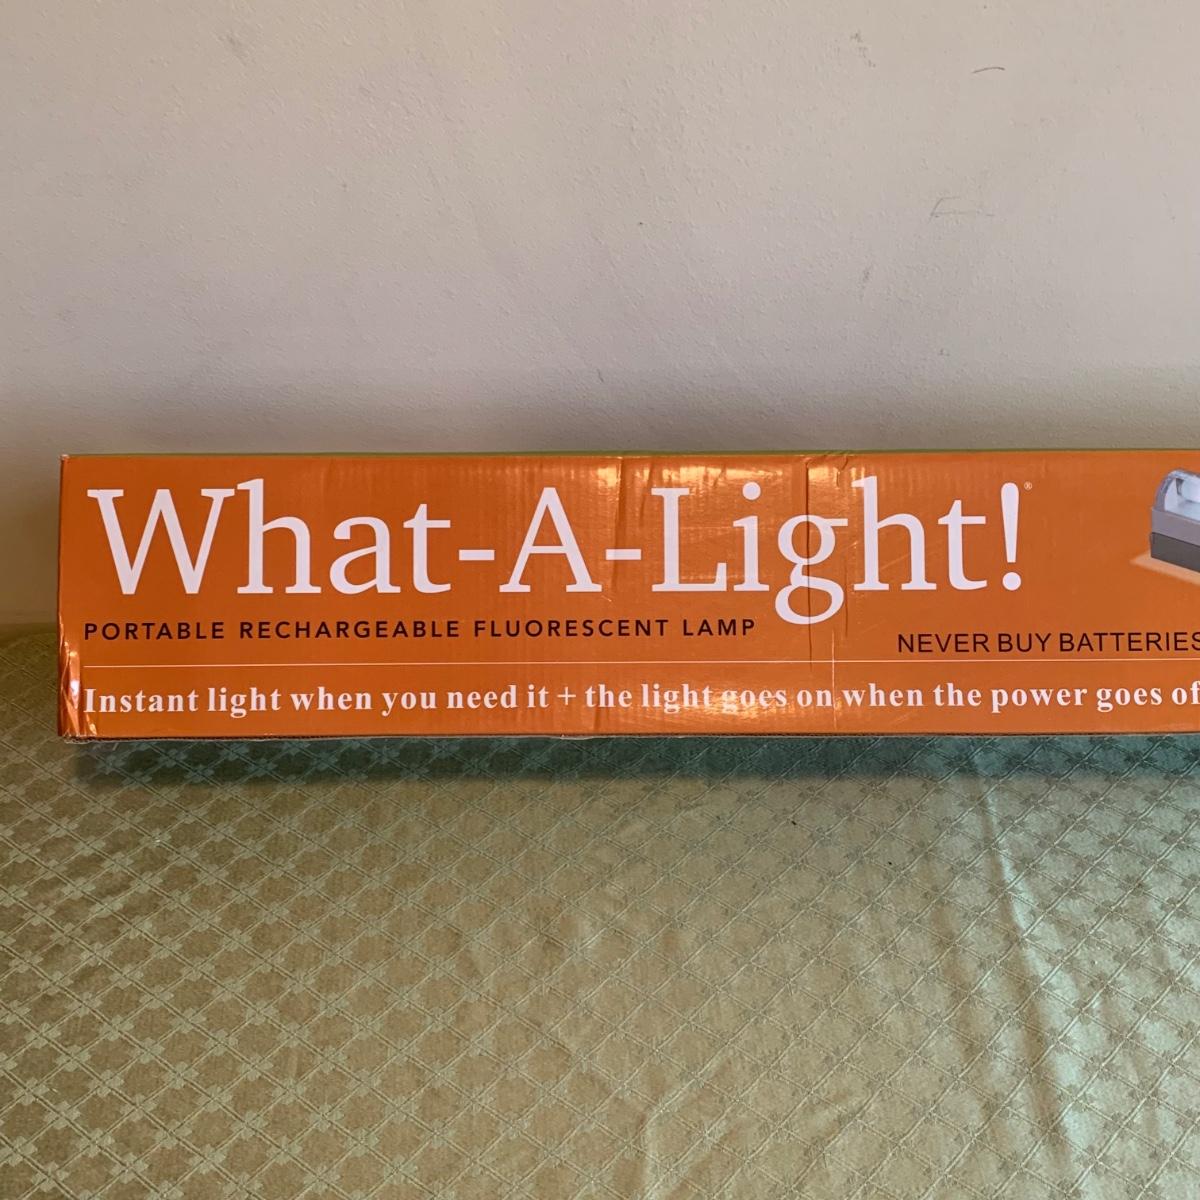 What-A-Light!®
PORTABLE RECHARGEABLE FLUORESCENT LAMP
NEVER BUY BATTERIES
Instant light when you need it + the light goes on when the power goes of